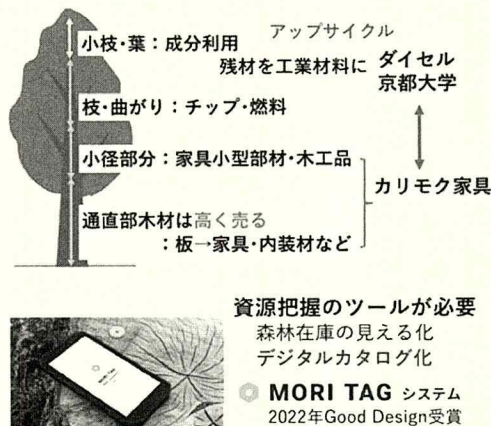 小枝・葉：成分利用
アップサイクル
残材を工業材料に
ダイセル
京都大学
枝・曲がり：チップ・燃料
小径部分：家具小型部材・木工品
カリモク家具
通直部木材は高く売る
：板→家具・内装材など
資源把握のツールが必要
森林在庫の見える化
デジタルカタログ化
MORI TAG システム
2022年Good Design受賞